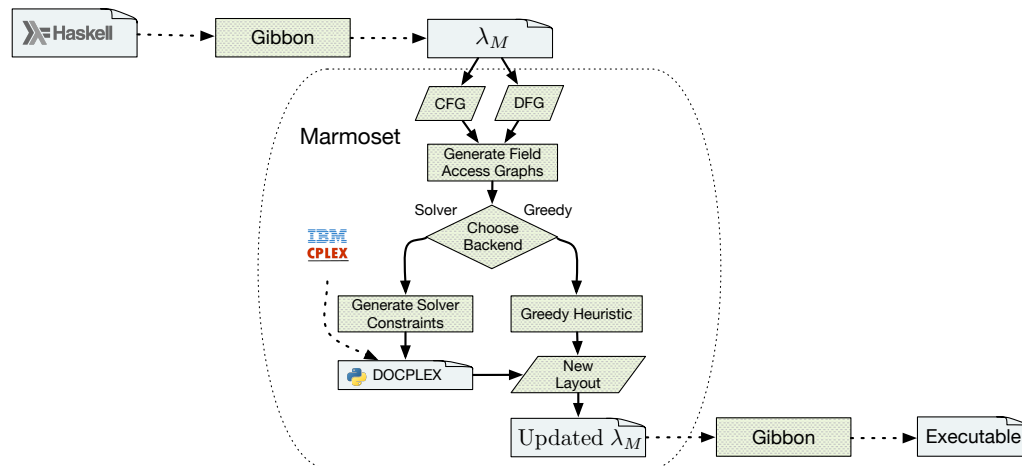 Haskell
Gibbon
λ_M
CFG
DFG
Marmoset
Generate Field
Access Graphs
Solver
Greedy
Choose
Backend
IBM
CPLEX
Generate Solver
Constraints
Greedy Heuristic
DOCPLEX
New
Layout
Updated λ_M
Gibbon
Executable